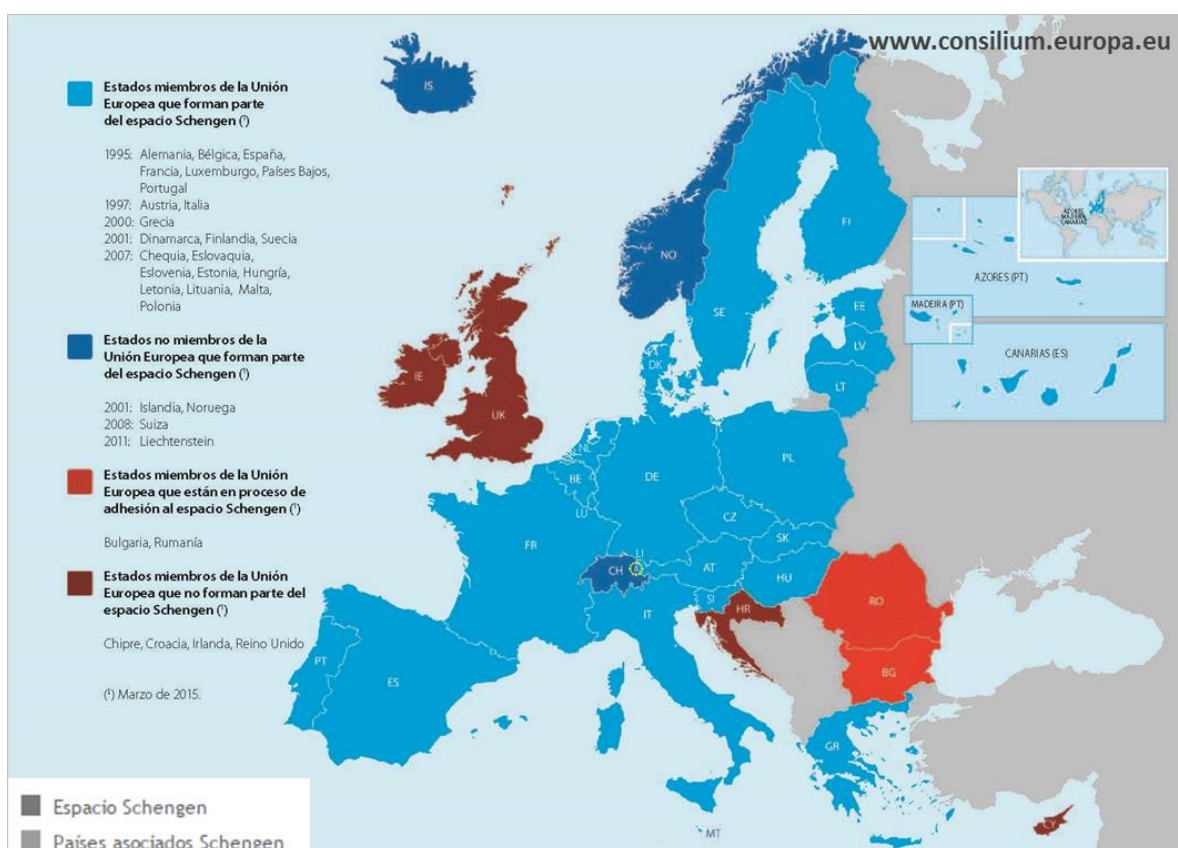 www.consilium.europa.eu
Estados miembros de la Unión
Europea que forman parte
del espacio Schengen (¹)
1995: Alemania, Bélgica, España,
Francia, Luxemburgo, Países Bajos,
Portugal
1997: Austria, Italia
2000: Grecia
2001: Dinamarca, Finlandia, Suecia
2007: Chequia, Eslovaquia,
Eslovenia, Estonia, Hungría,
Letonia, Lituania, Malta,
Polonia
Estados no miembros de la
Unión Europea que forman parte
del espacio Schengen (¹)
2001: Islandia, Noruega
2008: Suiza
2011: Liechtenstein
Estados miembros de la Unión
Europea que están en proceso de
adhesión al espacio Schengen (¹)
Bulgaria, Rumanía
Estados miembros de la Unión
Europea que no forman parte del
espacio Schengen (¹)
Chipre, Croacia, Irlanda, Reino Unido
(¹) Marzo de 2015.
Espacio Schengen
Países asociados Schengen
IS
NO
SE
FI
EE
LV
LT
DK
IE
UK
NL
BE
LU
DE
PL
CZ
SK
FR
CH
LI
AT
HU
SI
HR
IT
RO
BG
PT
ES
GR
MT
CY
AZORES
MADEIRA
CANARIAS
AZORES (PT)
MADEIRA (PT)
CANARIAS (ES)